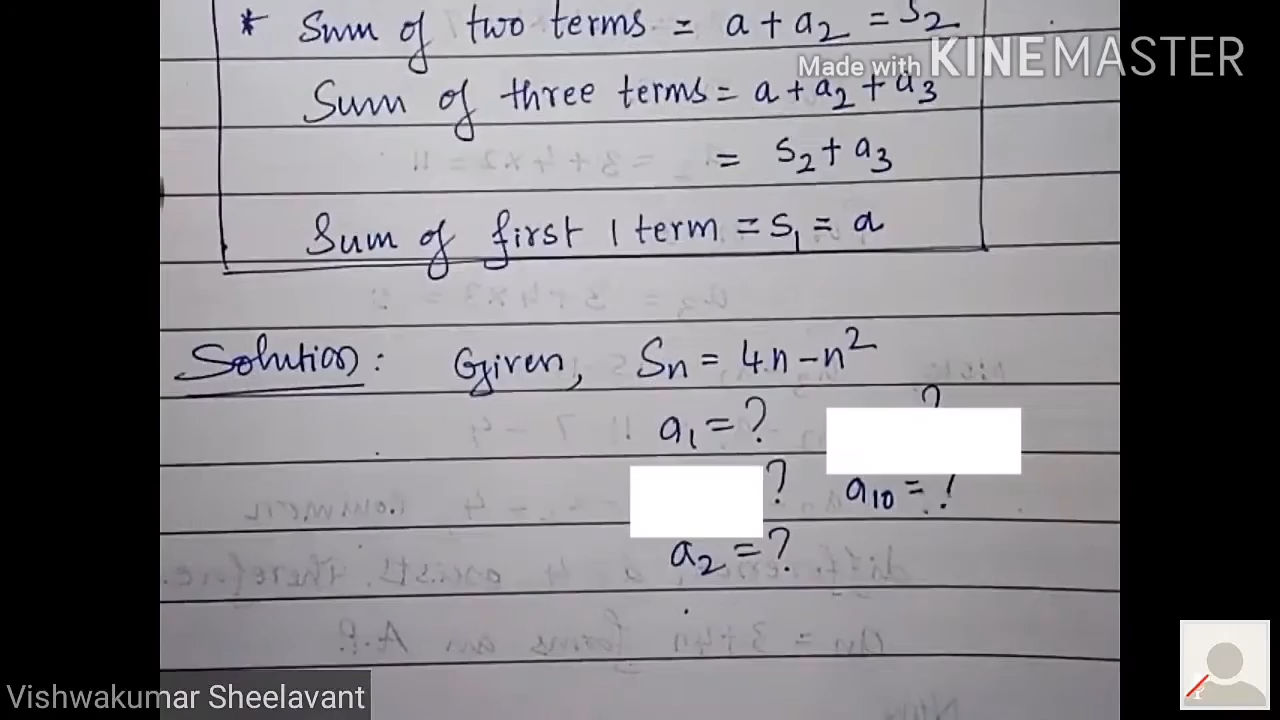 * Sum of two terms = a + a₂ = S₂
Made with KINEMASTER
Sum of three terms = a + a₂ + a₃
= S₂ + a₃
Sum of first 1 term = S₁ = a
Solution: Given, Sn = 4n - n²
a₁ = ? ?
? a₁₀ = ?
a₂ = ?
Vishwakumar Sheelavant